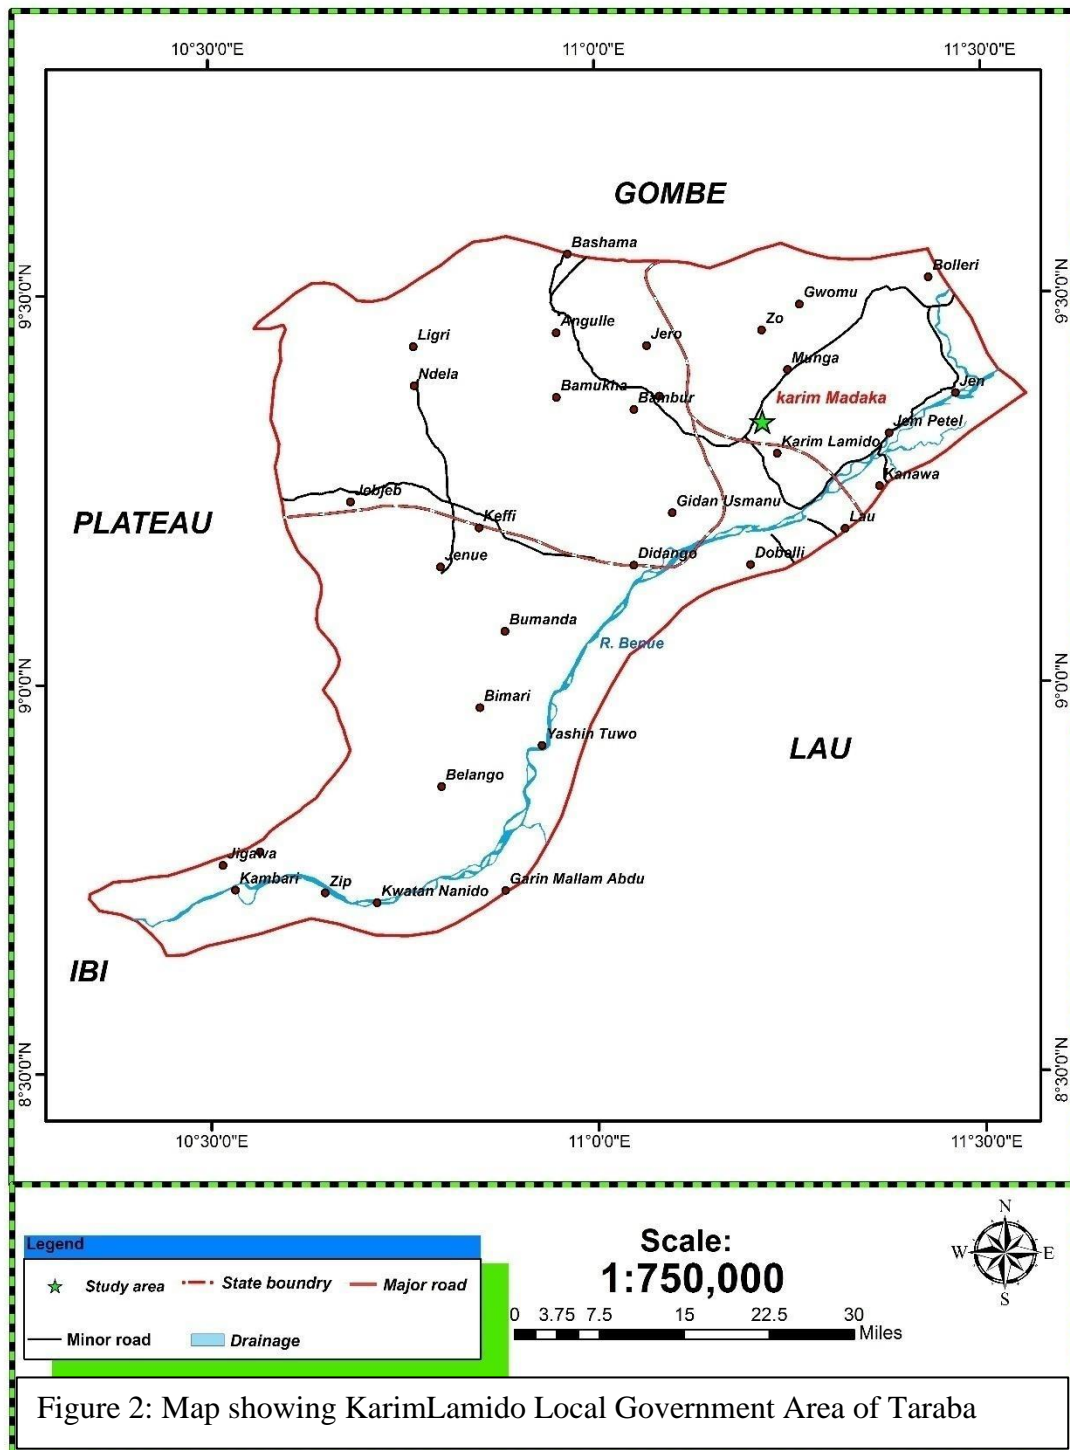 10°30'0"E
11°0'0"E
11°30'0"E
GOMBE
Bashama
Bolleri
9°30'0"N
9°30'0"N
Gwomu
Angulle
Zo
Jero
Ligri
Munga
Ndela
Jen
Bamukha
Bambur
karim Madaka
Jem Petel
Karim Lamido
Kanawa
Jebjeb
Gidan Usmanu
PLATEAU
Keffi
Lau
Jenue
Didango
Dobelli
Bumanda
R. Benue
9°0'0"N
9°0'0"N
Bimari
Yashin Tuwo
LAU
Belango
Jigawa
Kambari
Zip
Kwatan Nanido
Garin Mallam Abdu
IBI
8°30'0"N
8°30'0"N
10°30'0"E
11°0'0"E
11°30'0"E
Legend
Study area
State boundry
Major road
Minor road
Drainage
Scale:
1:750,000
0 3.75 7.5 15 22.5 30
Miles
N
W E
S
Figure 2: Map showing KarimLamido Local Government Area of Taraba